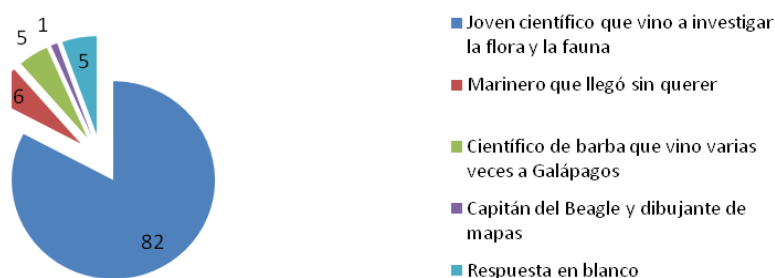 5 1
5
6
82
Joven científico que vino a investigar
la flora y la fauna
Marinero que llegó sin querer
Científico de barba que vino varias
veces a Galápagos
Capitán del Beagle y dibujante de
mapas
Respuesta en blanco